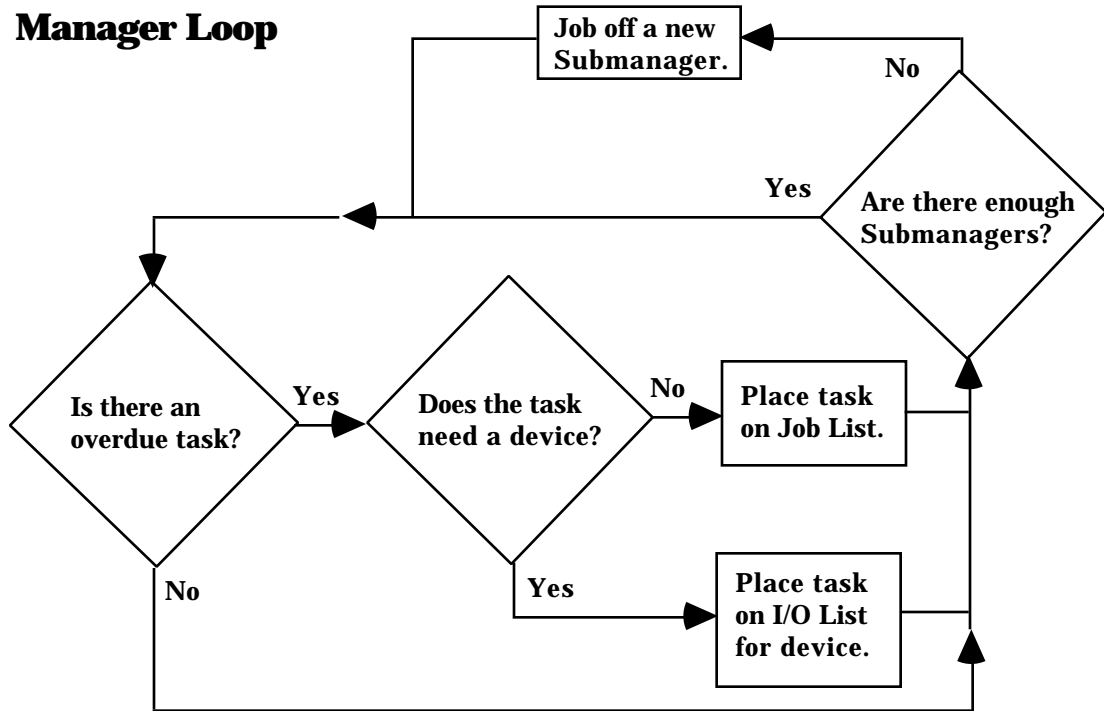 Manager Loop
Job off a new
Submanager.
No
Yes
Are there enough
Submanagers?
Is there an
overdue task?
Yes
Does the task
need a device?
No
Place task
on Job List.
No
Yes
Place task
on I/O List
for device.